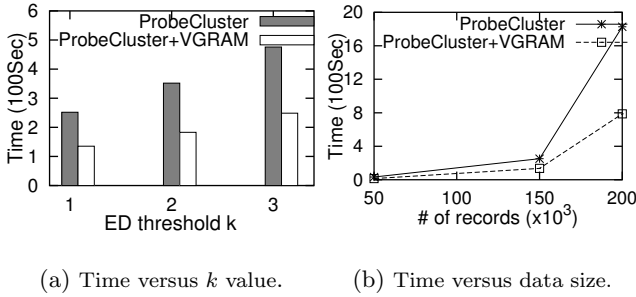 Time (100Sec)
6
5
4
3
2
1
0
ProbeCluster
ProbeCluster+VGRAM
1 2 3
ED threshold k
(a) Time versus k value.
Time (100Sec)
20
16
12
8
4
0
ProbeCluster
ProbeCluster+VGRAM
50 100 150 200
# of records (x10³)
(b) Time versus data size.